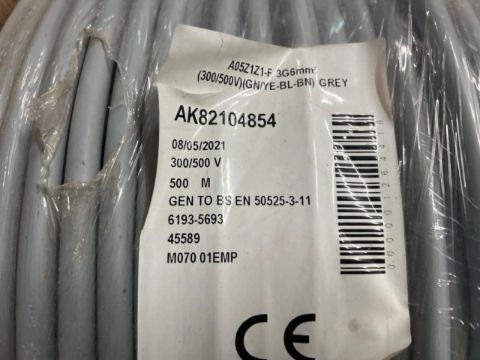 A05Z1Z1-F 3G6mm²
(300/500V)(GN/YE-BL-BN) GREY
AK82104854
08/05/2021
300/500 V
500 M
GEN TO BS EN 50525-3-11
6193-5693
45589
M070 01EMP
CE